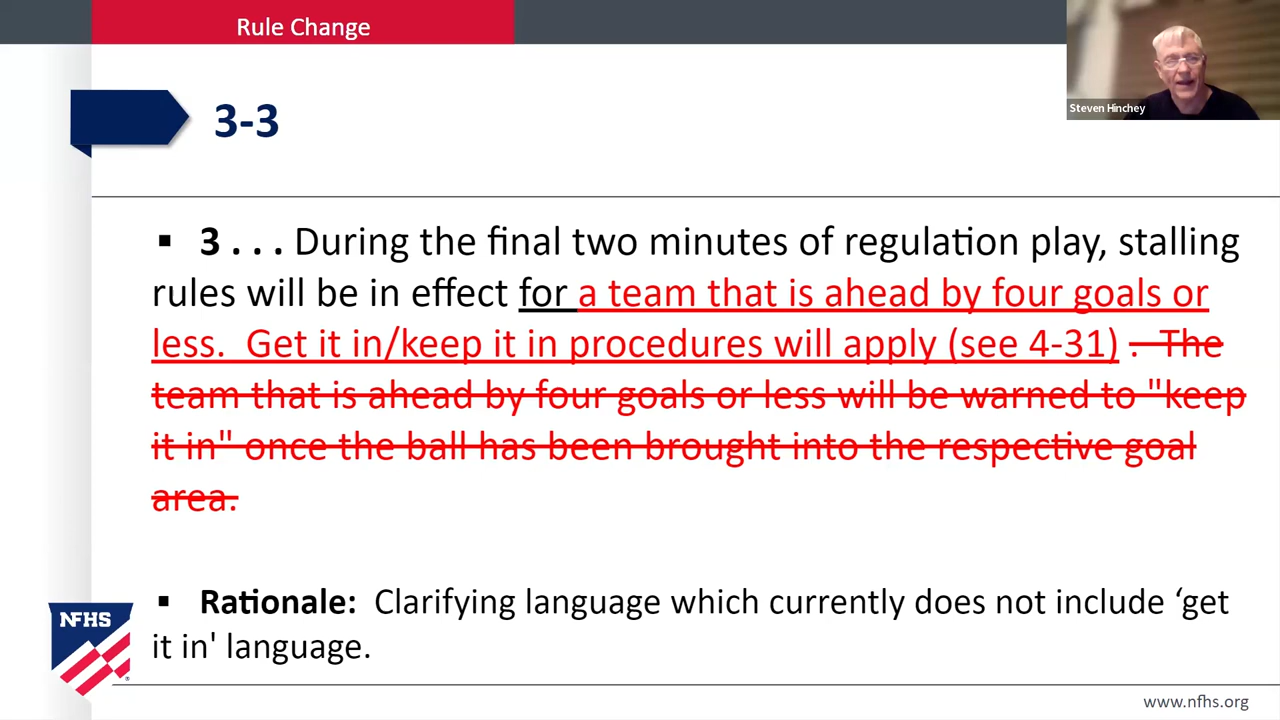 Rule Change
Steven Hinchey
3-3
▪ 3 . . . During the final two minutes of regulation play, stalling
rules will be in effect for a team that is ahead by four goals or
less. Get it in/keep it in procedures will apply (see 4-31) . The
team that is ahead by four goals or less will be warned to "keep
it in" once the ball has been brought into the respective goal
area.
▪ Rationale: Clarifying language which currently does not include ‘get
it in' language.
NFHS
www.nfhs.org